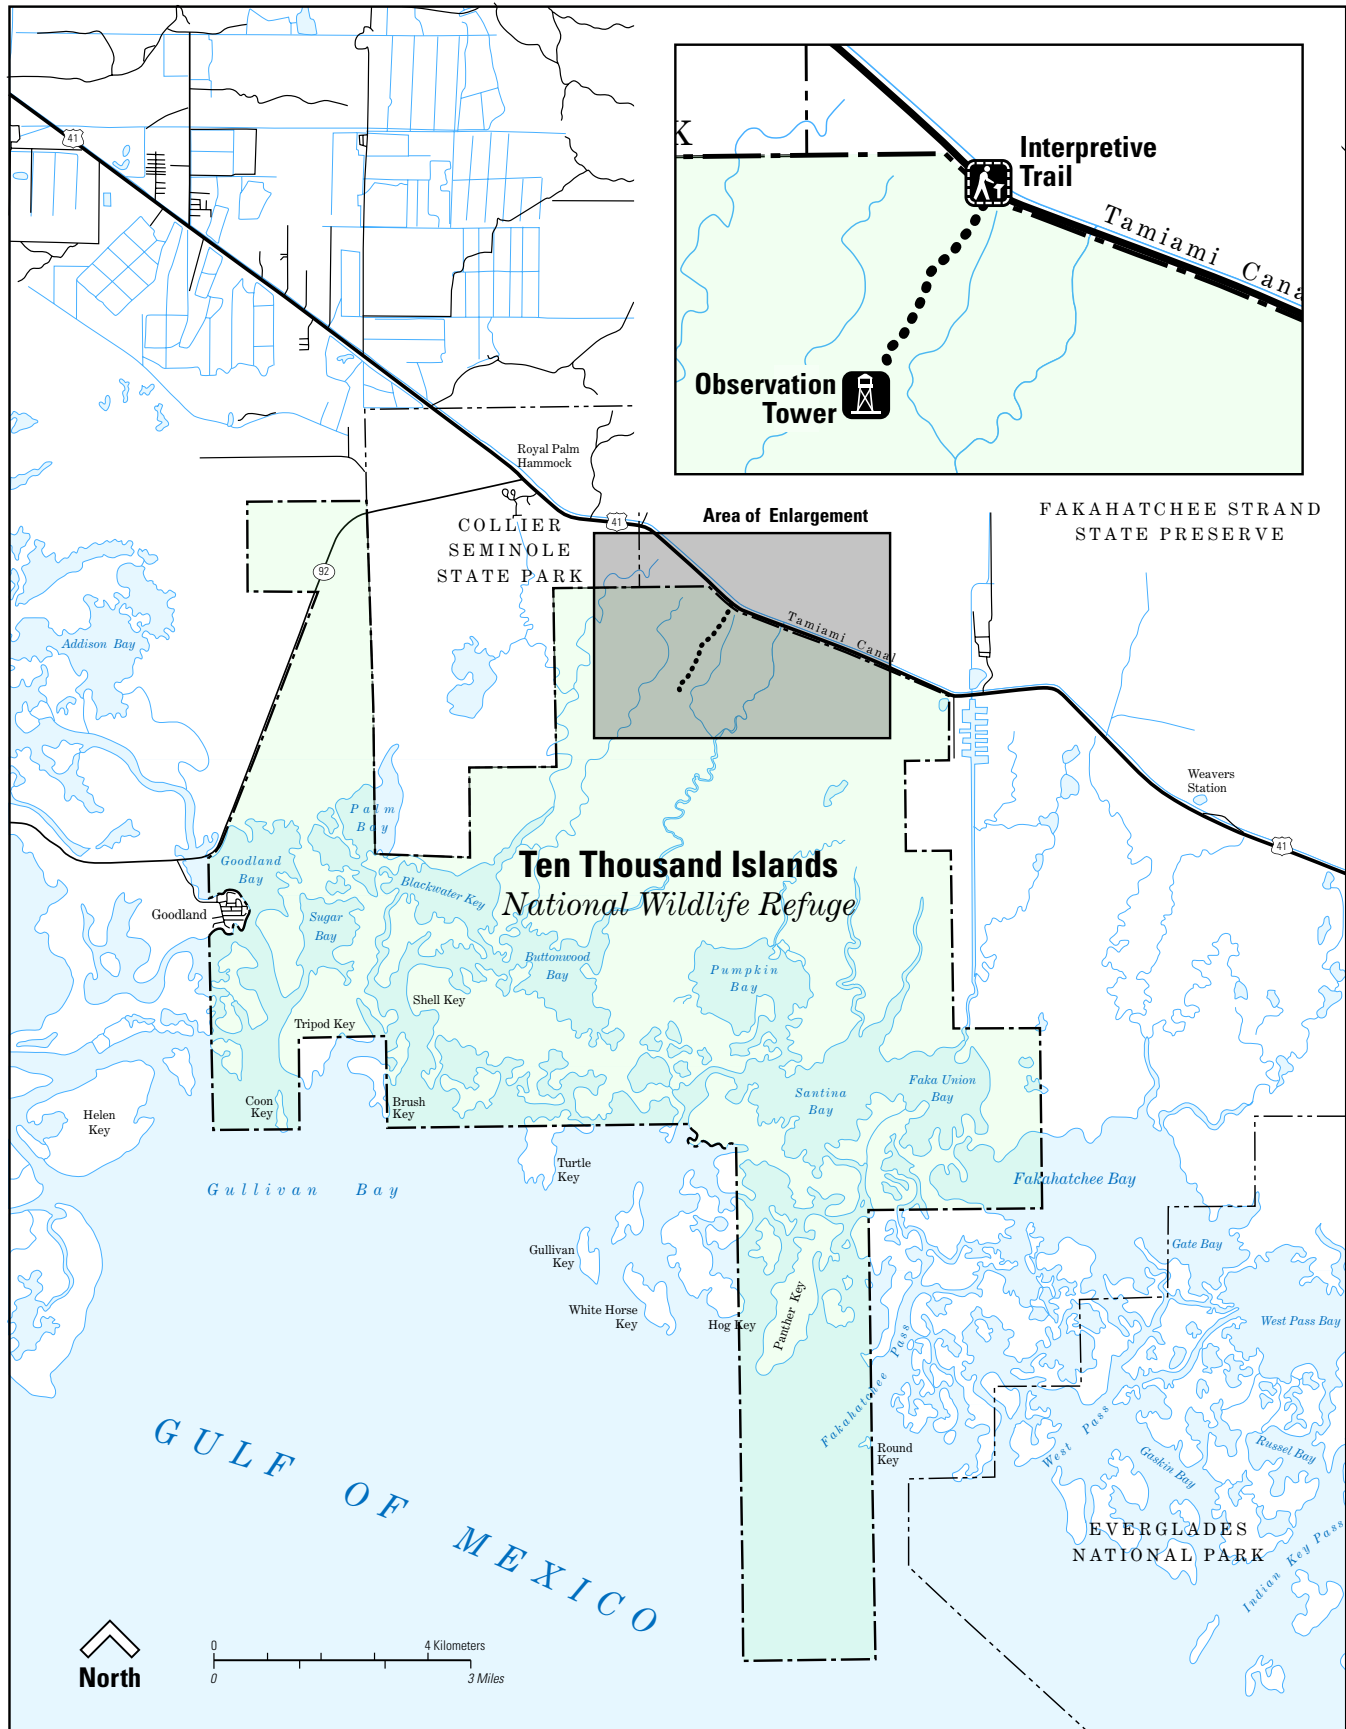 41
K
Interpretive
Trail
Tamiami Cana
Observation
Tower
Royal Palm
Hammock
41
Area of Enlargement
FAKAHATCHEE STRAND
STATE PRESERVE
COLLIER
SEMINOLE
STATE PARK
92
Tamiami Canal
Addison Bay
Weavers
Station
41
Palm
Bay
Goodland
Bay
Blackwater Key
Ten Thousand Islands
National Wildlife Refuge
Goodland
Sugar
Bay
Buttonwood
Bay
Pumpkin
Bay
Shell Key
Tripod Key
Coon
Key
Brush
Key
Helen
Key
Santina
Bay
Faka Union
Bay
Turtle
Key
Gullivan Bay
Fakahatchee Bay
Gate Bay
Gullivan
Key
White Horse
Key
Hog Key
Panther Key
Fakahatchee Pass
West Pass Bay
Round
Key
West Pass
Gaskin Bay
Russel Bay
GULF OF MEXICO
EVERGLADES
NATIONAL PARK
Indian Key Pass
North
0 4 Kilometers
0 3 Miles